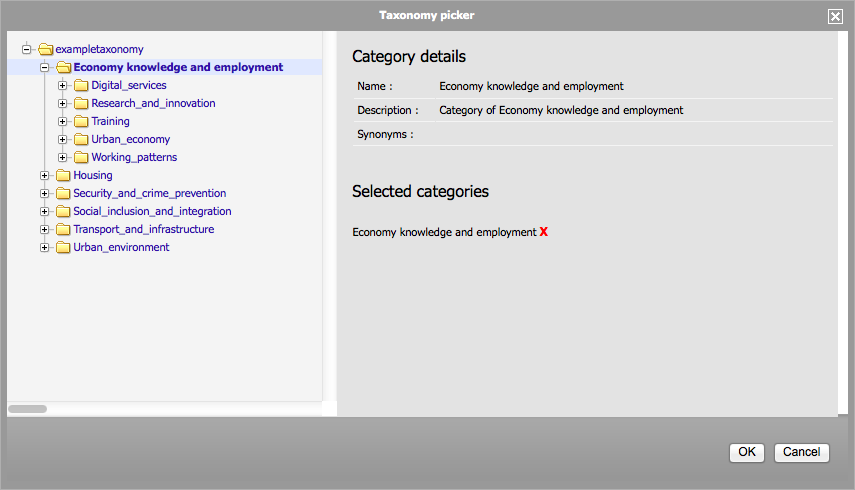 Taxonomy picker
exampletaxonomy
Economy knowledge and employment
Digital_services
Research_and_innovation
Training
Urban_economy
Working_patterns
Housing
Security_and_crime_prevention
Social_inclusion_and_integration
Transport_and_infrastructure
Urban_environment
Category details
Name : Economy knowledge and employment
Description : Category of Economy knowledge and employment
Synonyms :
Selected categories
Economy knowledge and employment X
OK Cancel